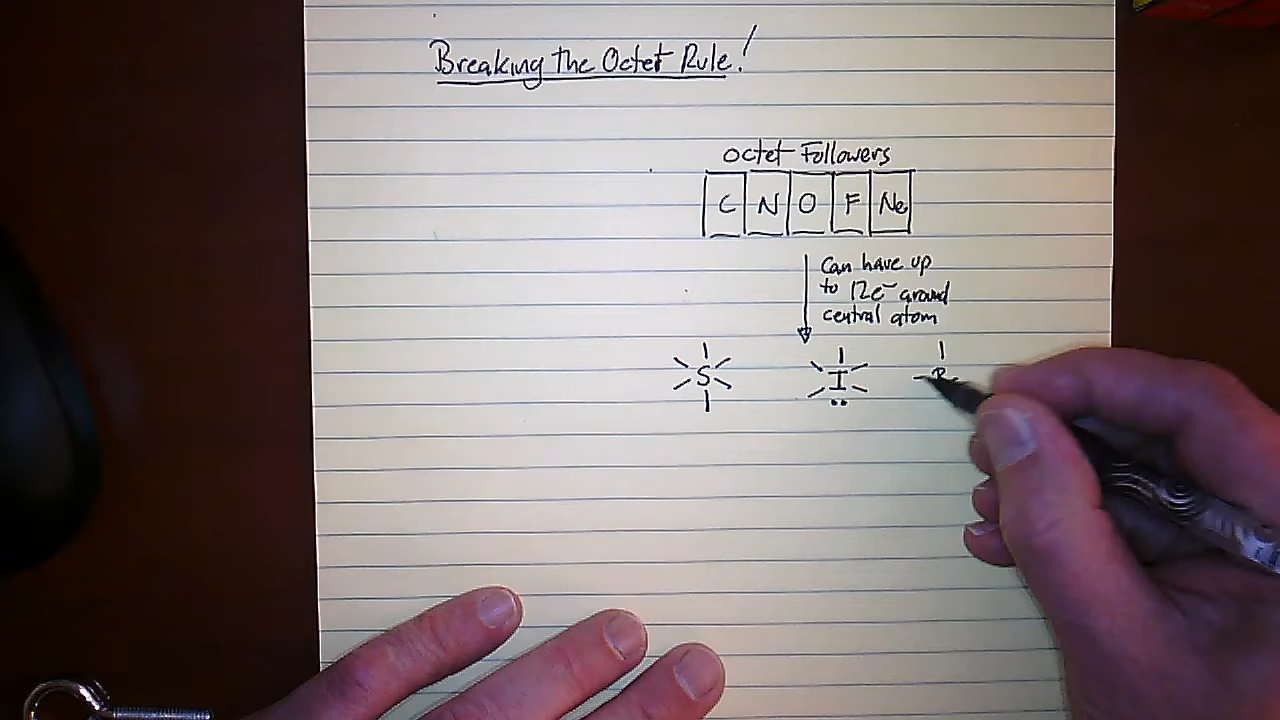 Breaking The Octet Rule!
Octet Followers
C N O F Ne
Can have up
to 12e⁻ around
central atom
S I